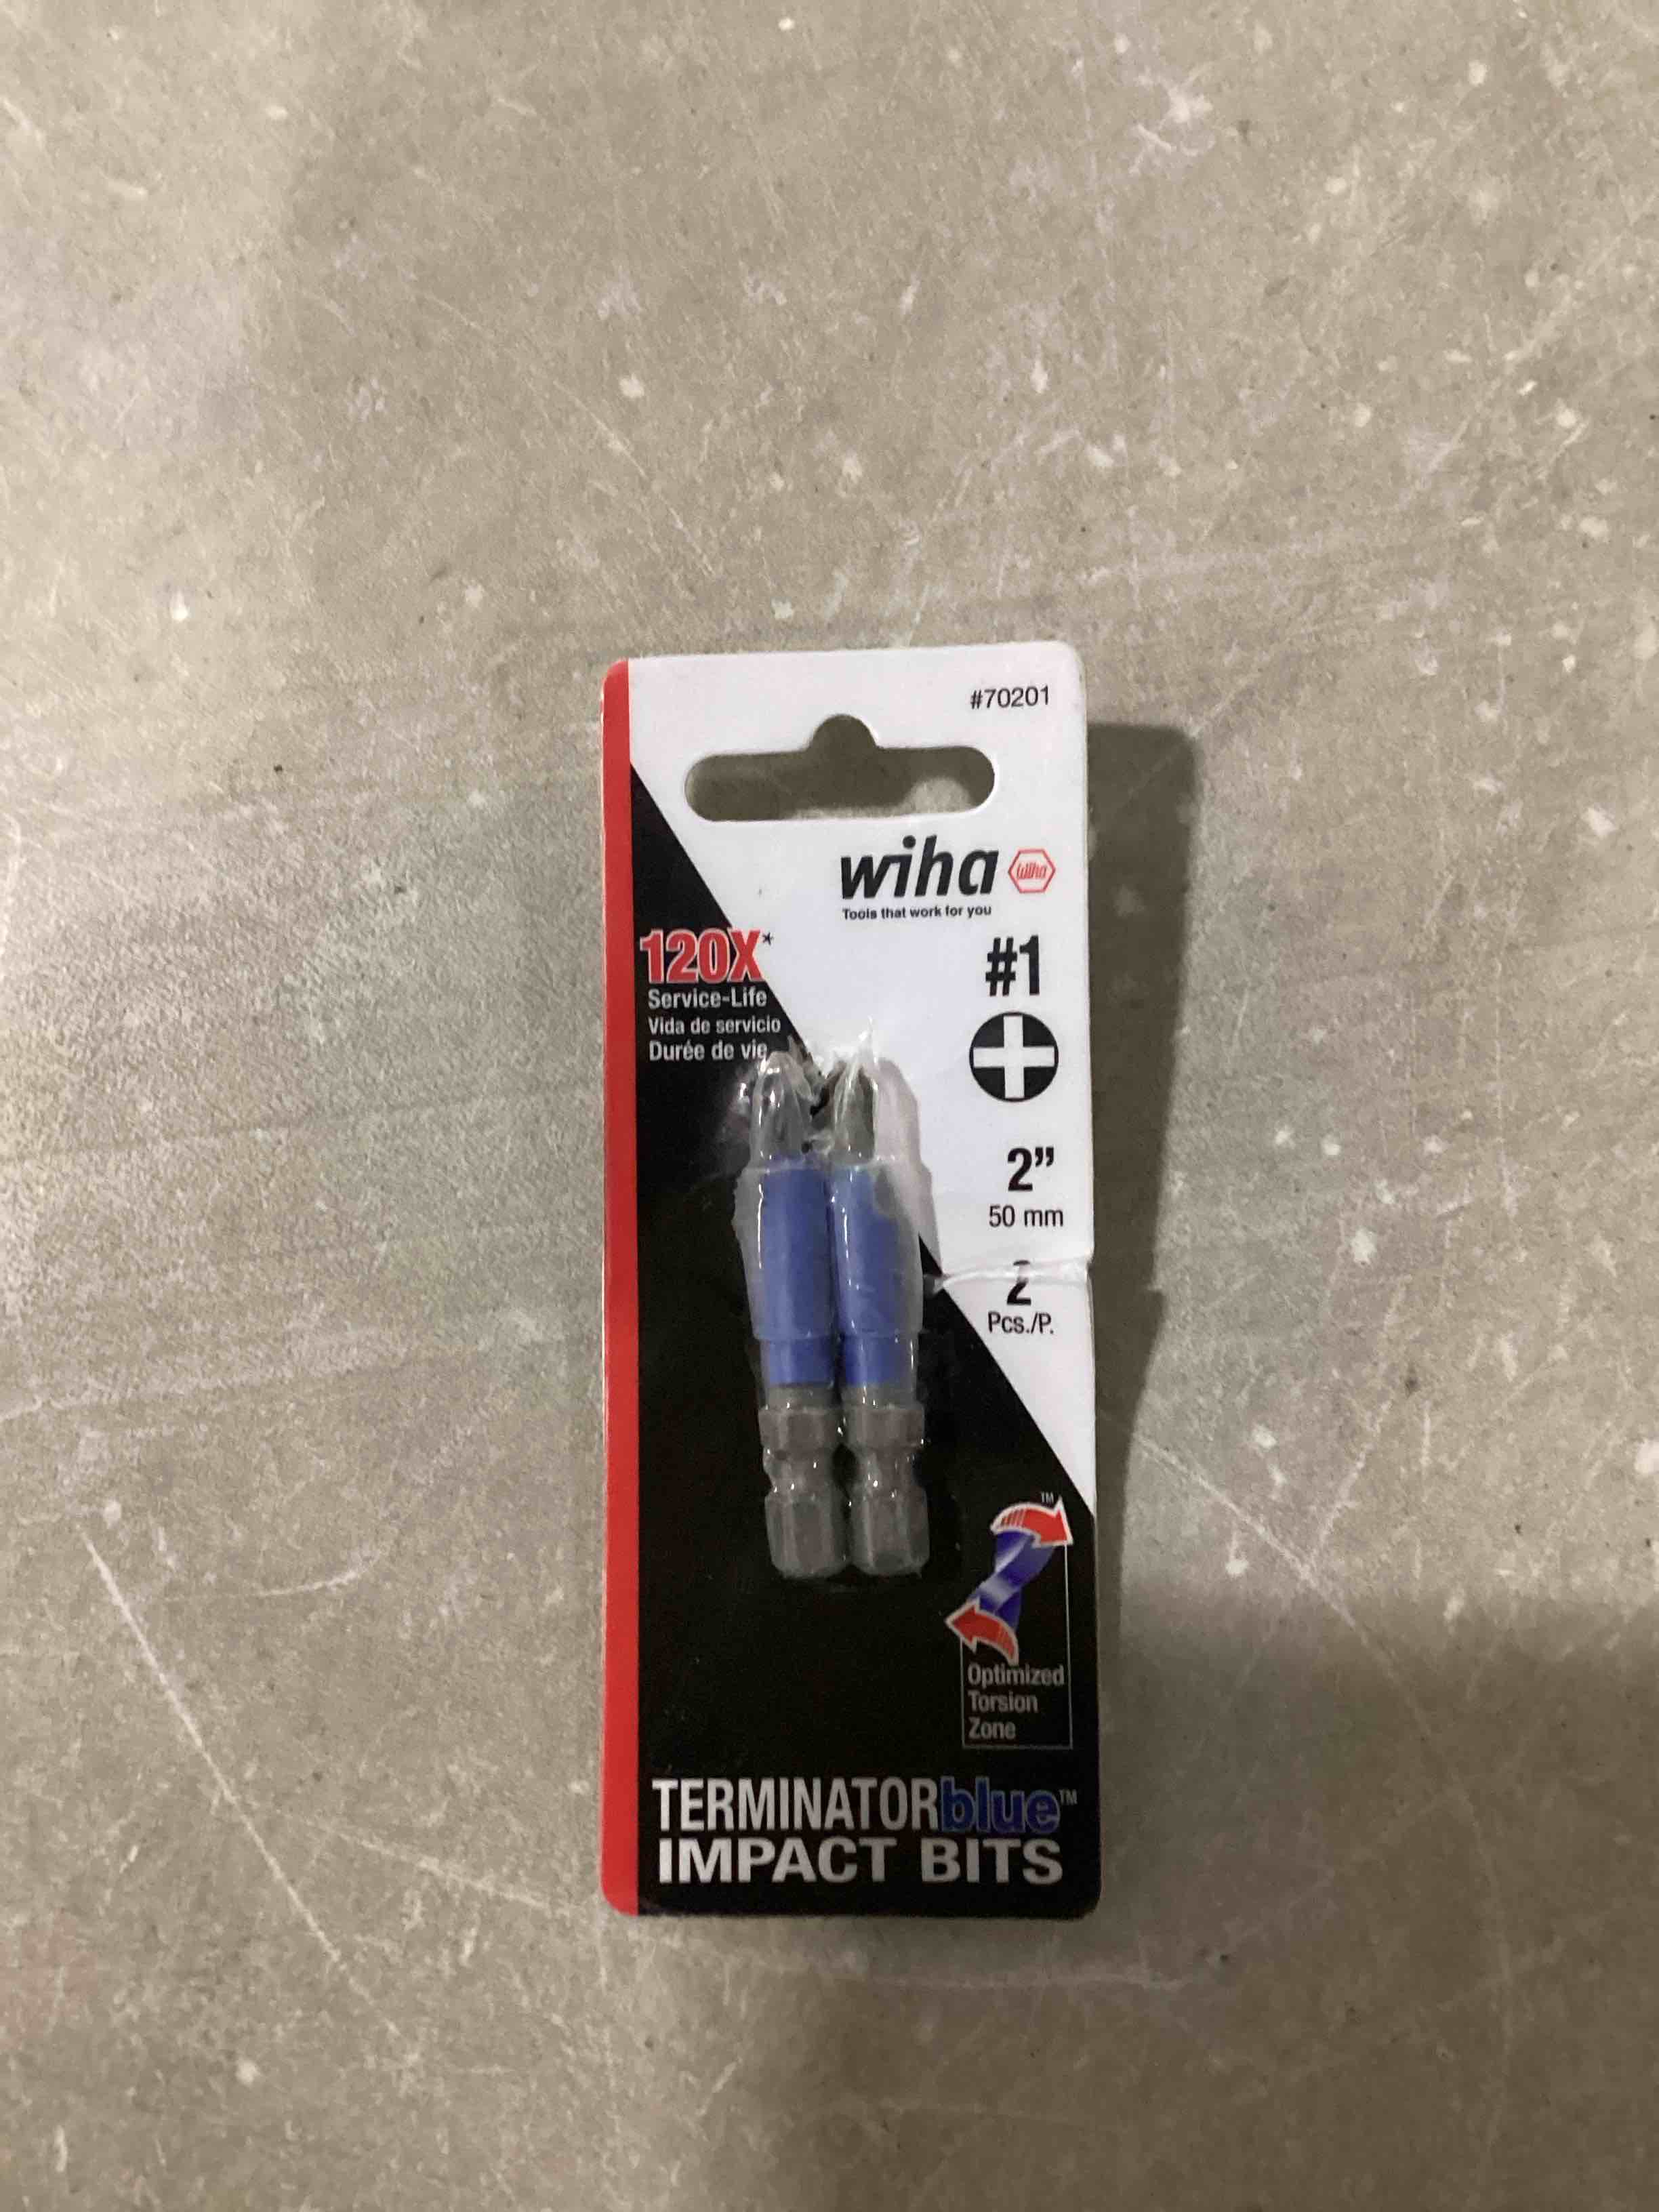 #70201
wiha wiha
Tools that work for you
120X*
Service-Life
Vida de servicio
Durée de vie
#1
2”
50 mm
2
Pcs./P.
TM
Optimized
Torsion
Zone
TERMINATORblue™
IMPACT BITS